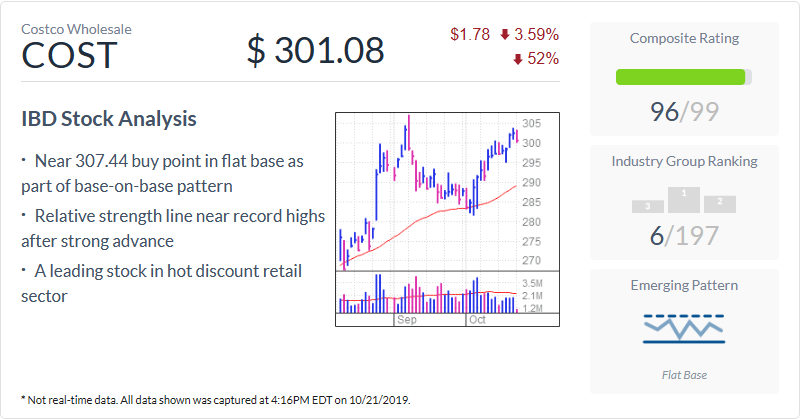 Costco Wholesale
COST
$ 301.08
$1.78 3.59%
52%
IBD Stock Analysis
· Near 307.44 buy point in flat base as
part of base-on-base pattern
· Relative strength line near record highs
after strong advance
· A leading stock in hot discount retail
sector
305
300
295
290
285
280
275
270
3.5M
2.1M
1.2M
Sep Oct
Composite Rating
96/99
Industry Group Ranking
3 1 2
6/197
Emerging Pattern
Flat Base
* Not real-time data. All data shown was captured at 4:16PM EDT on 10/21/2019.